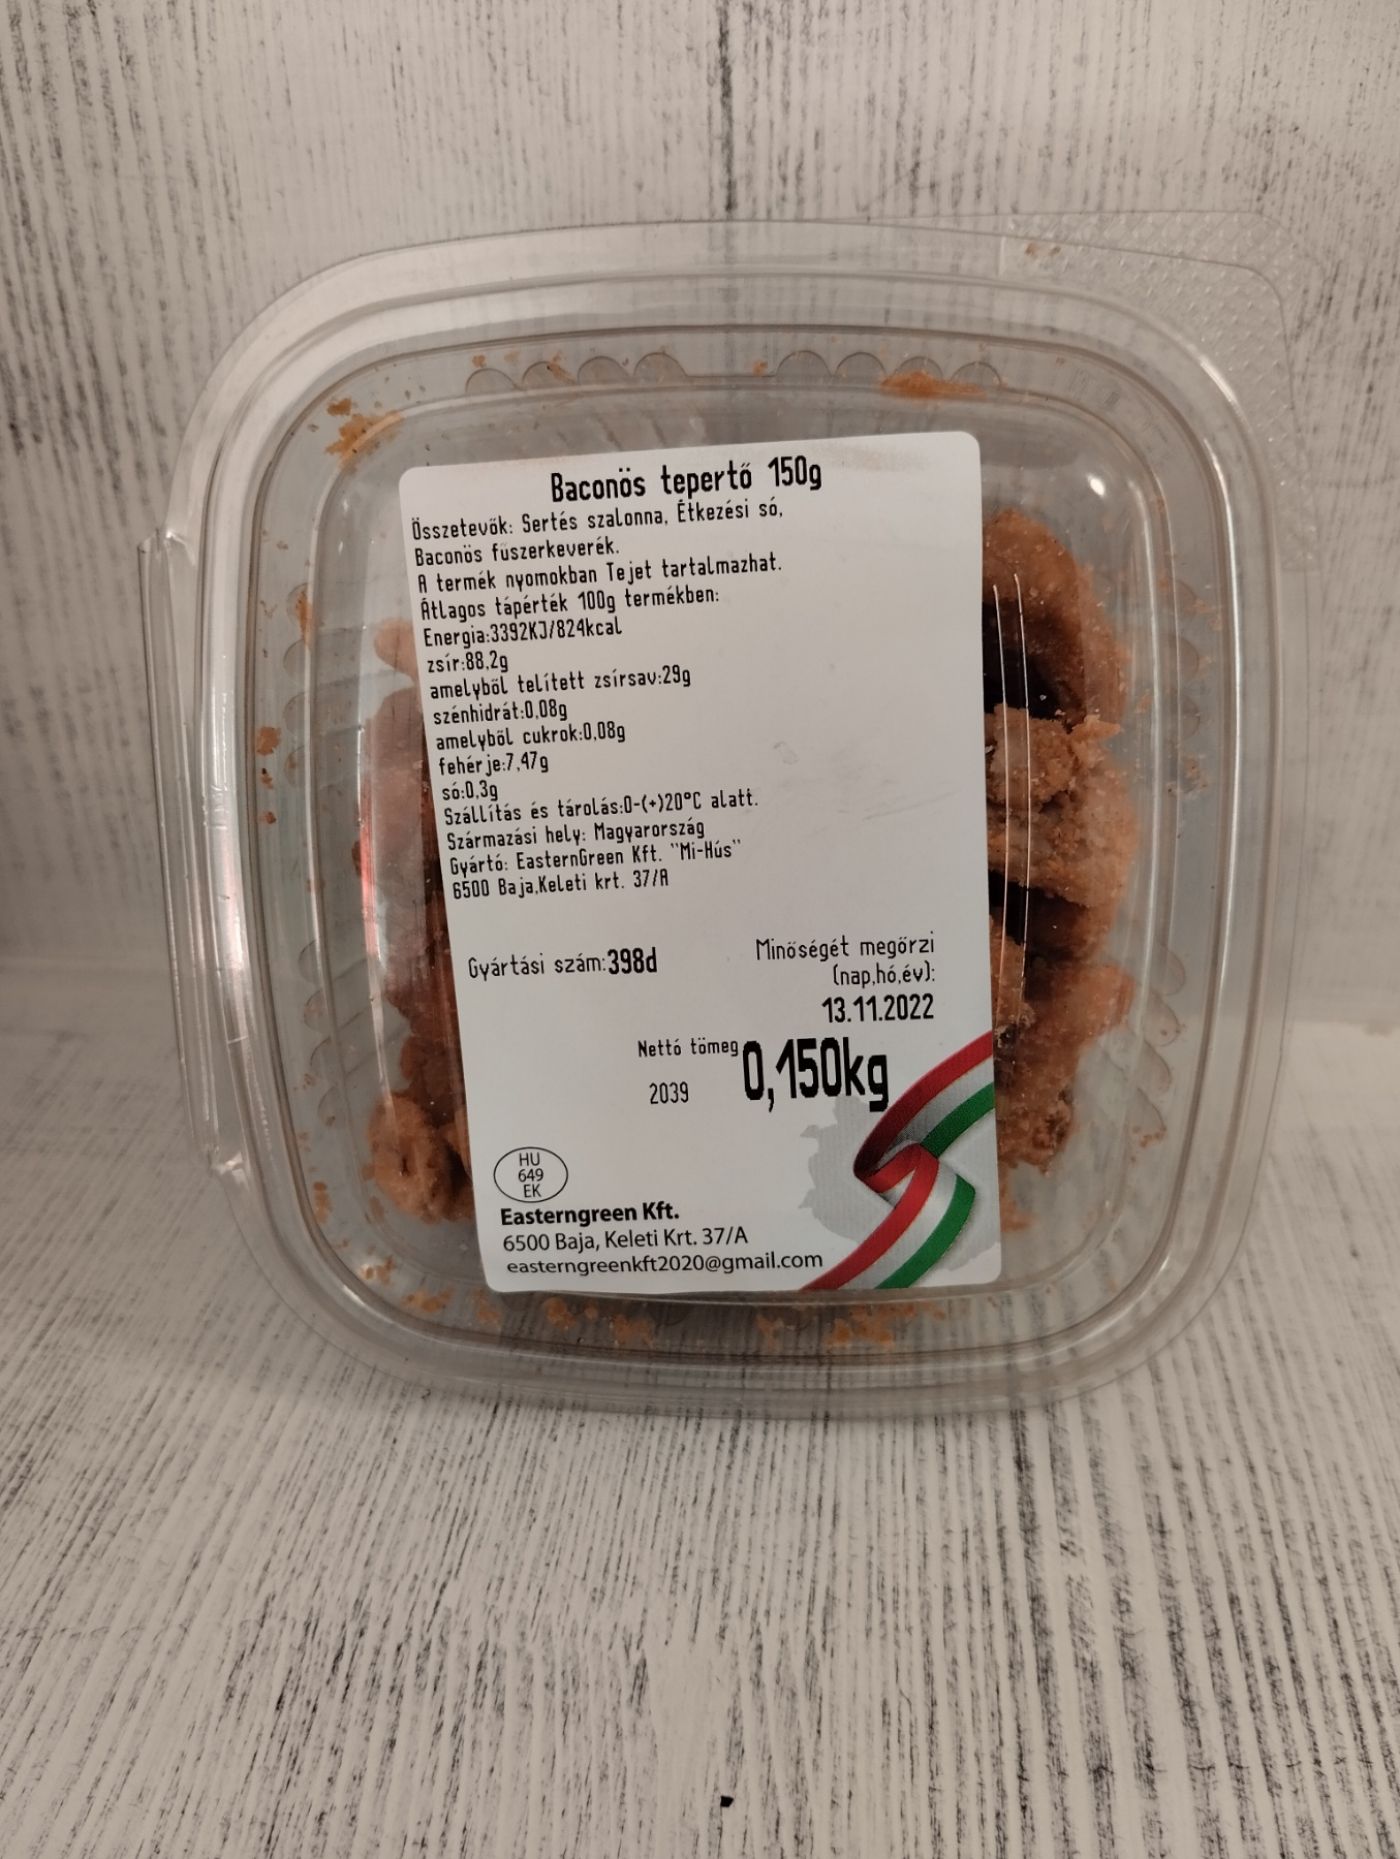 Baconös tepertő 150g
Összetevők: Sertés szalonna, Étkezési só,
Baconös fűszerkeverék.
A termék nyomokban Tejet tartalmazhat.
Átlagos tápérték 100g termékben:
Energia:3392KJ/824kcal
zsír:88,2g
amelyből telített zsírsav:29g
szénhidrát:0,08g
amelyből cukrok:0,08g
fehérje:7,47g
só:0,3g
Szállítás és tárolás:0-(+)20°C alatt.
Származási hely: Magyarország
Gyártó: EasternGreen Kft. "Mi-Hús"
6500 Baja,Keleti krt. 37/A
Gyártási szám:398d
Minőségét megőrzi
(nap,hó,év):
13.11.2022
Nettó tömeg 0,150kg
2039
HU
649
EK
Easterngreen Kft.
6500 Baja, Keleti Krt. 37/A
easterngreenkft2020@gmail.com